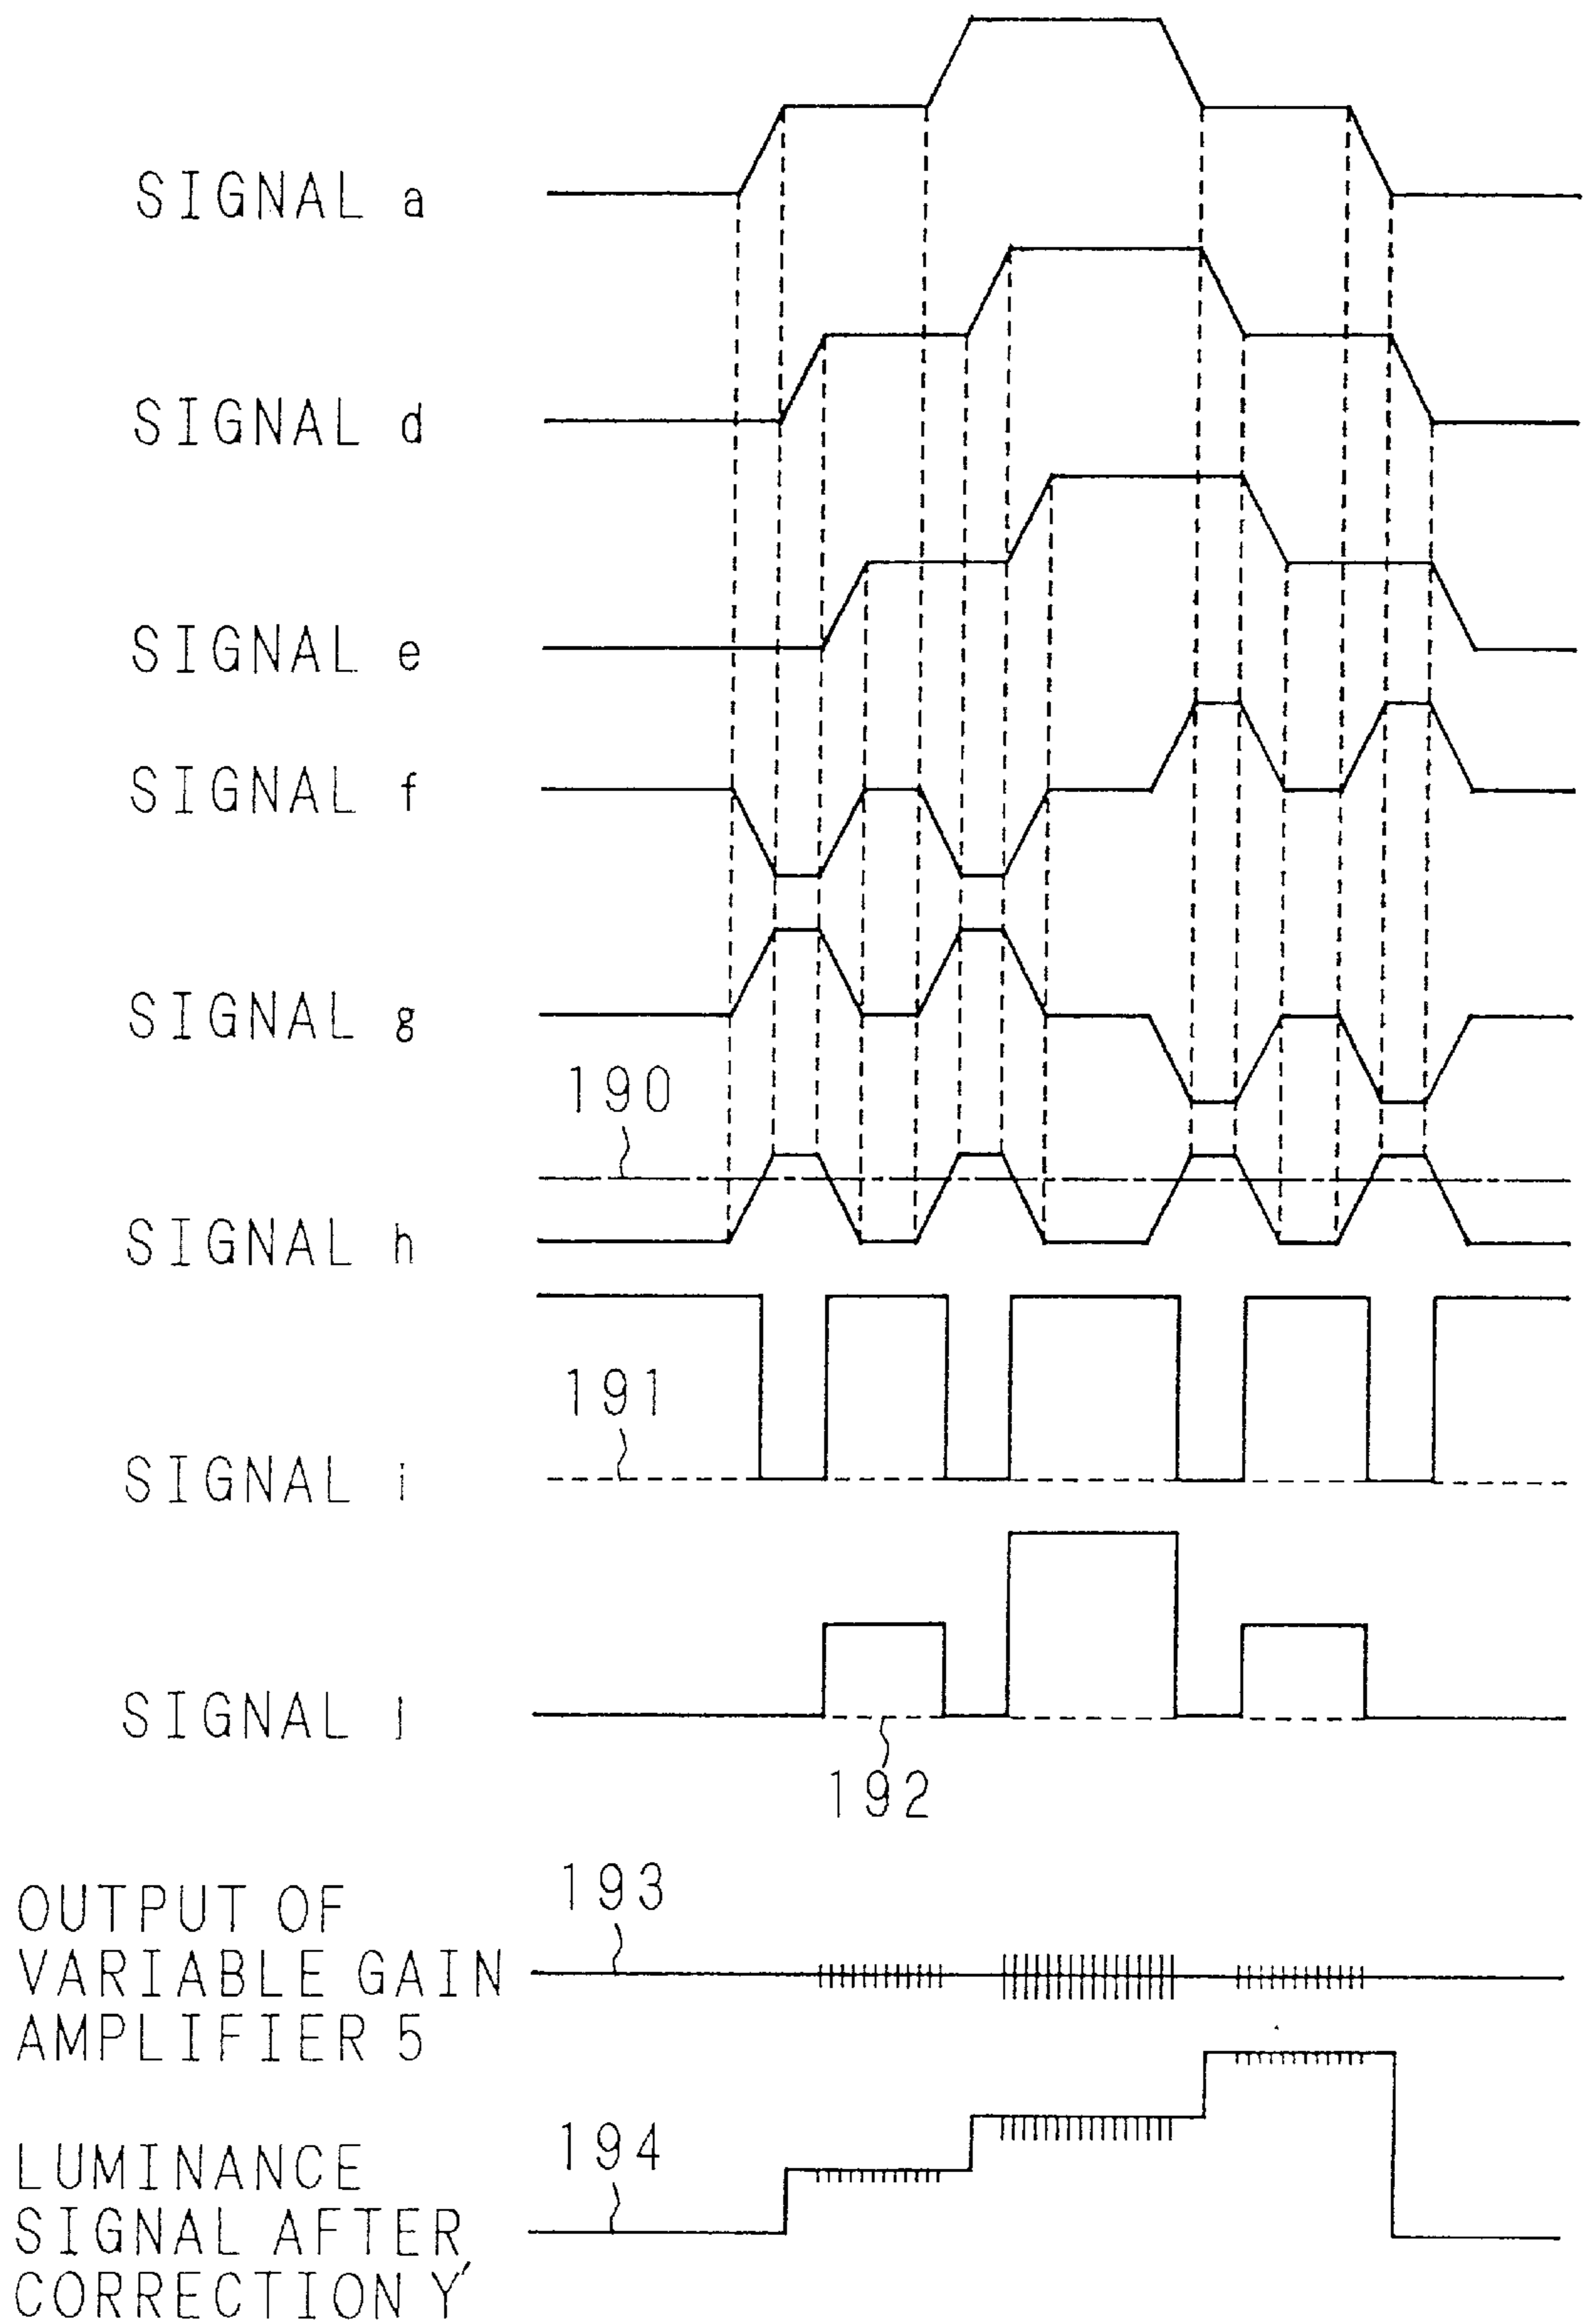 SIGNAL a
SIGNAL d
SIGNAL e
SIGNAL f
SIGNAL g
190
SIGNAL h
191
SIGNAL i
SIGNAL j
192
193
OUTPUT OF
VARIABLE GAIN
AMPLIFIER 5
194
LUMINANCE
SIGNAL AFTER
CORRECTION Y'